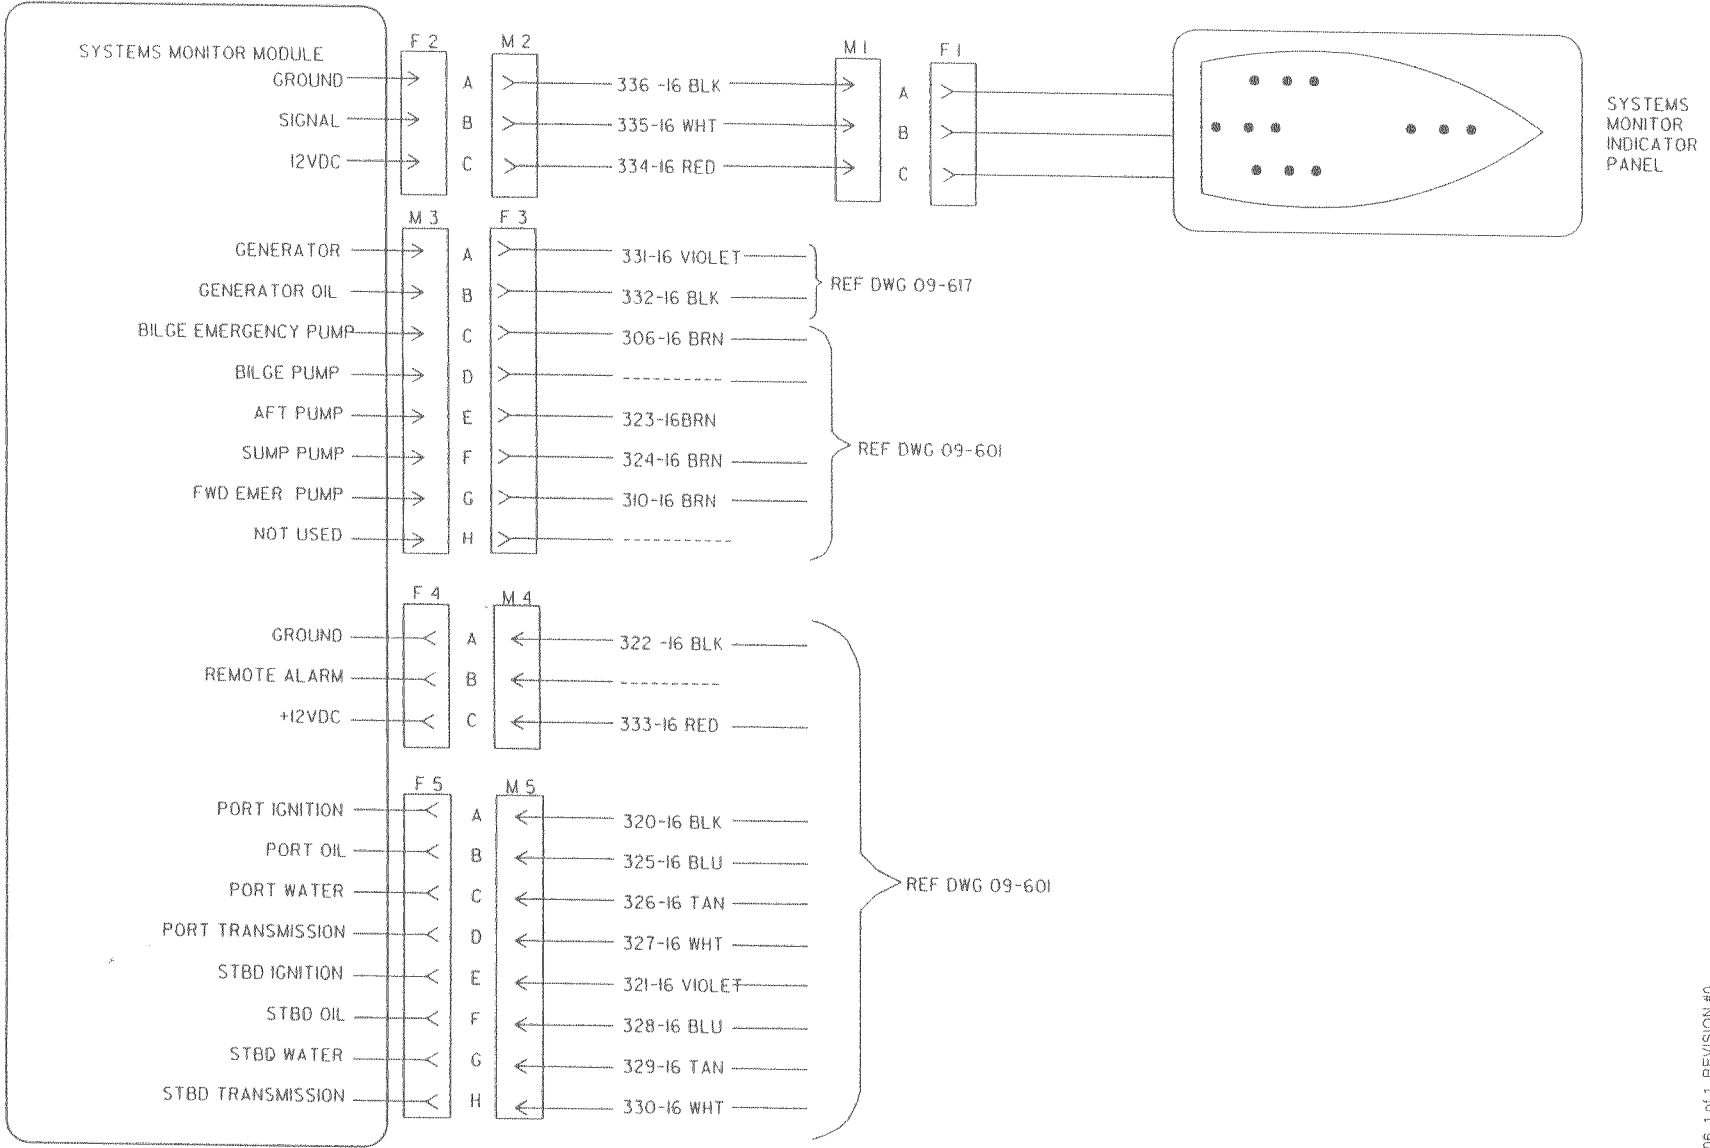 SYSTEMS MONITOR MODULE
F 2
M 2
M 1
F 1
GROUND
A
336 -16 BLK
A
SIGNAL
B
335-16 WHT
B
12VDC
C
334-16 RED
C
SYSTEMS
MONITOR
INDICATOR
PANEL
M 3
F 3
GENERATOR
A
331-16 VIOLET
GENERATOR OIL
B
332-16 BLK
REF DWG 09-617
BILGE EMERGENCY PUMP
C
306-16 BRN
BILGE PUMP
D
----------
AFT PUMP
E
323-16BRN
SUMP PUMP
F
324-16 BRN
REF DWG 09-601
FWD EMER PUMP
G
310-16 BRN
NOT USED
H
-----------
F 4
M 4
GROUND
A
322 -16 BLK
REMOTE ALARM
B
----------
+12VDC
C
333-16 RED
F 5
M 5
PORT IGNITION
A
320-16 BLK
PORT OIL
B
325-16 BLU
PORT WATER
C
326-16 TAN
REF DWG 09-601
PORT TRANSMISSION
D
327-16 WHT
STBD IGNITION
E
321-16 VIOLET
STBD OIL
F
328-16 BLU
STBD WATER
G
329-16 TAN
STBD TRANSMISSION
H
330-16 WHT
1 of 1 REVISION #0